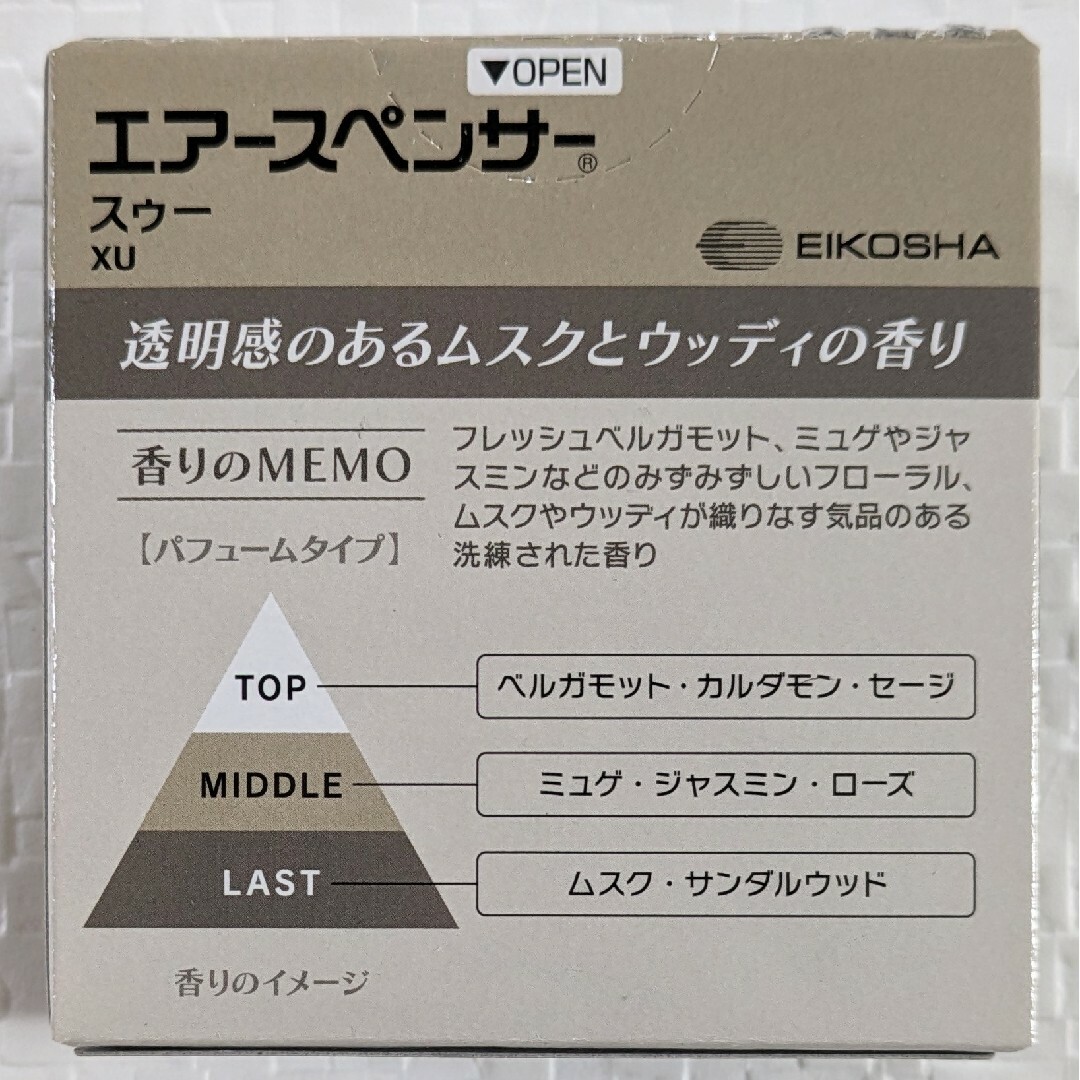 ▼OPEN
エアースペンサー®
スゥー
XU
EIKOSHA
透明感のあるムスクとウッディの香り
香りのMEMO
【パフュームタイプ】
フレッシュベルガモット、ミュゲやジャ
スミンなどのみずみずしいフローラル、
ムスクやウッディが織りなす気品のある
洗練された香り
TOP
ベルガモット・カルダモン・セージ
MIDDLE
ミュゲ・ジャスミン・ローズ
LAST
ムスク・サンダルウッド
香りのイメージ